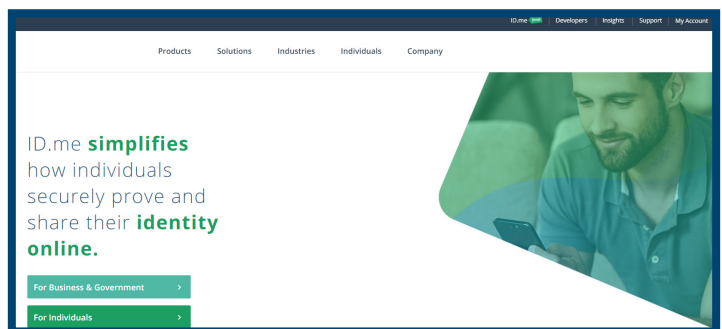 ID.me
Developers
Insights
Support
My Account
Products
Solutions
Industries
Individuals
Company
ID.me simplifies
how individuals
securely prove and
share their identity
online.
For Business & Government
For Individuals